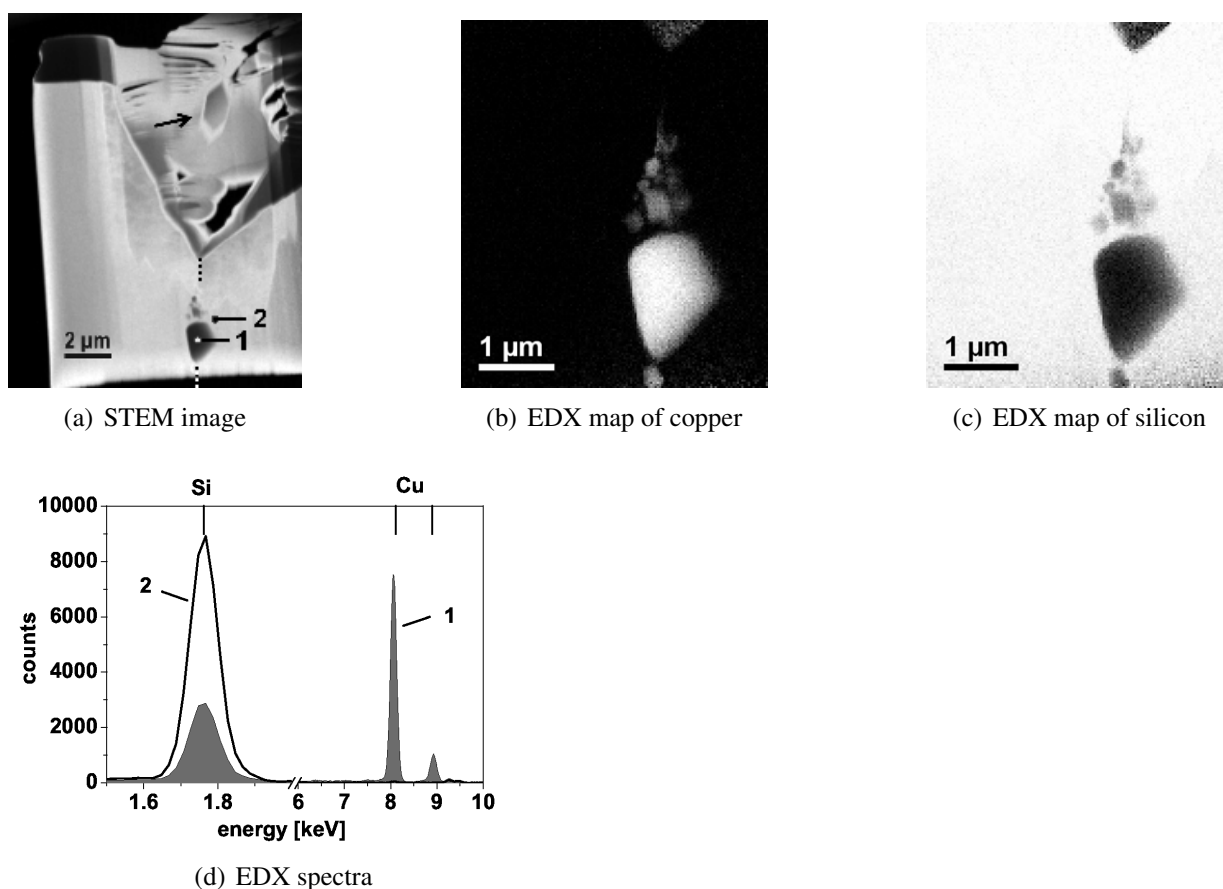 2 µm
2
1
(a) STEM image
1 µm
(b) EDX map of copper
1 µm
(c) EDX map of silicon
Si
Cu
10000
8000
6000
4000
2000
0
counts
2
1
1.6
1.8
6
7
8
9
10
energy [keV]
(d) EDX spectra